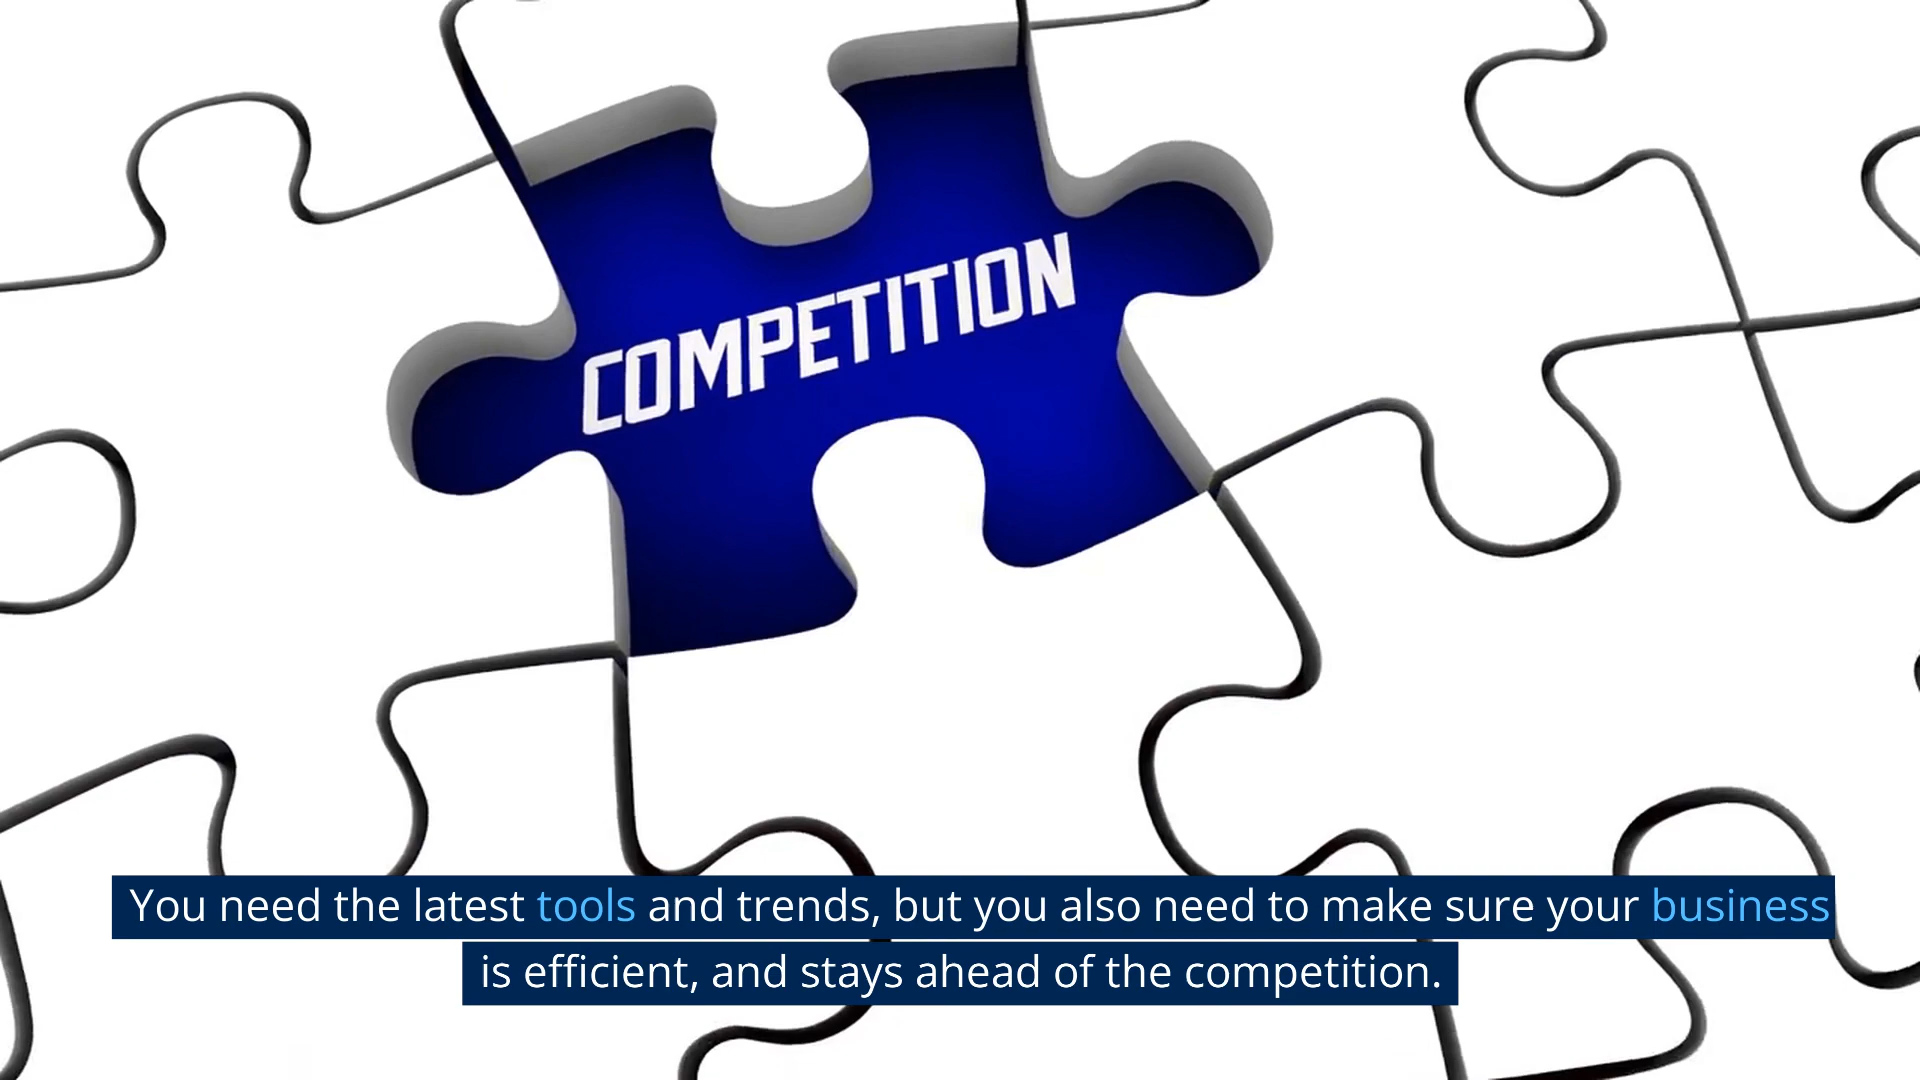 COMPETITION
You need the latest tools and trends, but you also need to make sure your business
is efficient, and stays ahead of the competition.